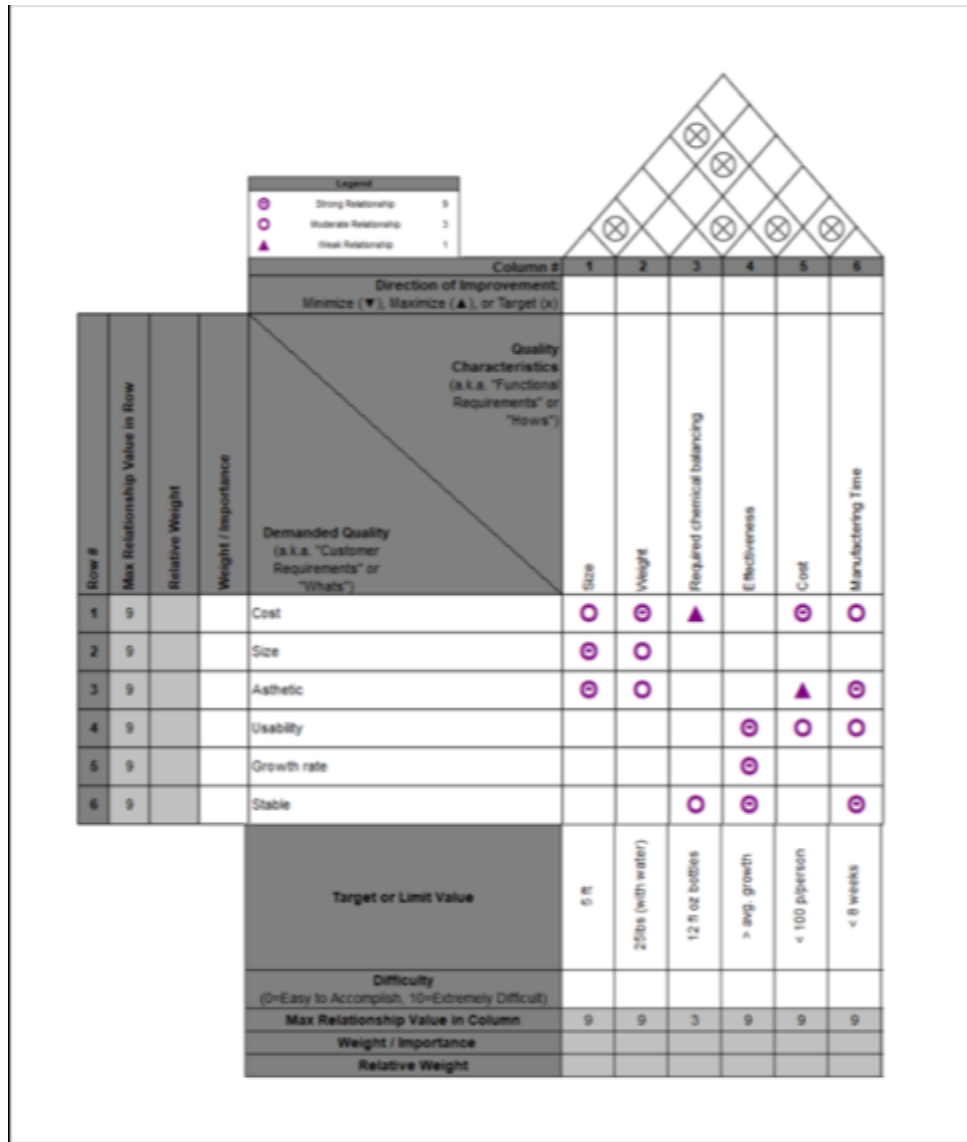 Legend
Strong Relationship 9
Moderate Relationship 3
Weak Relationship 1
Column # 1 2 3 4 5 6
Direction of Improvement:
Minimize (▼), Maximize (▲), or Target (x)
Row #
Max Relationship Value in Row
Relative Weight
Weight / Importance
Quality
Characteristics
(a.k.a. "Functional
Requirements" or
"Hows")
Demanded Quality
(a.k.a. "Customer
Requirements" or
"Whats")
Size
Weight
Required chemical balancing
Effectiveness
Cost
Manufactering Time
1 9 Cost
2 9 Size
3 9 Asthetic
4 9 Usability
5 9 Growth rate
6 9 Stable
Target or Limit Value
5 ft
25lbs (with water)
12 fl oz bottles
> avg. growth
< 100 p/person
< 8 weeks
Difficulty
(0=Easy to Accomplish, 10=Extremely Difficult)
Max Relationship Value in Column 9 9 3 9 9 9
Weight / Importance
Relative Weight